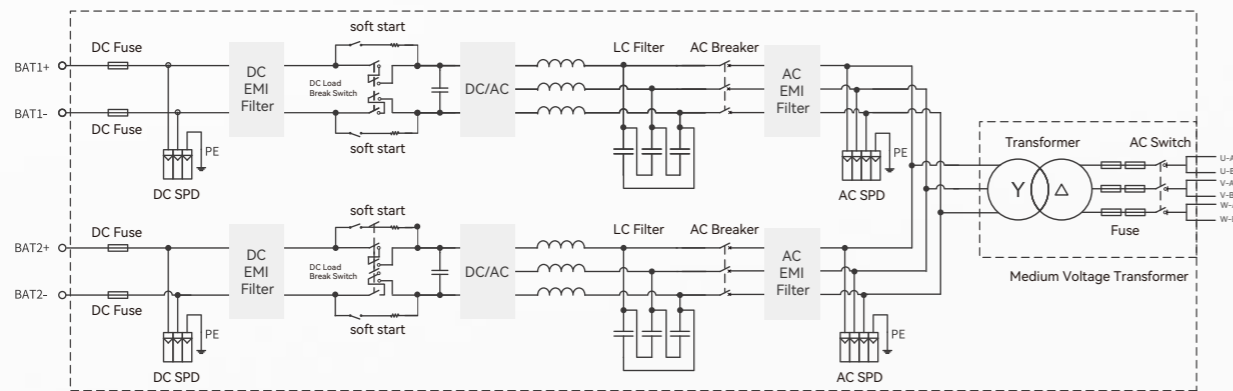 soft start
DC Fuse
LC Filter
AC Breaker
BAT1+
DC
EMI
Filter
DC Load
Break Switch
DC/AC
AC
EMI
Filter
BAT1-
DC Fuse
soft start
PE
DC SPD
PE
AC SPD
Transformer
AC Switch
Y
Δ
U-A
U-B
V-A
V-B
W-A
Fuse
Medium Voltage Transformer
soft start
DC Fuse
LC Filter
AC Breaker
BAT2+
DC
EMI
Filter
DC Load
Break Switch
DC/AC
AC
EMI
Filter
BAT2-
DC Fuse
soft start
PE
DC SPD
PE
AC SPD